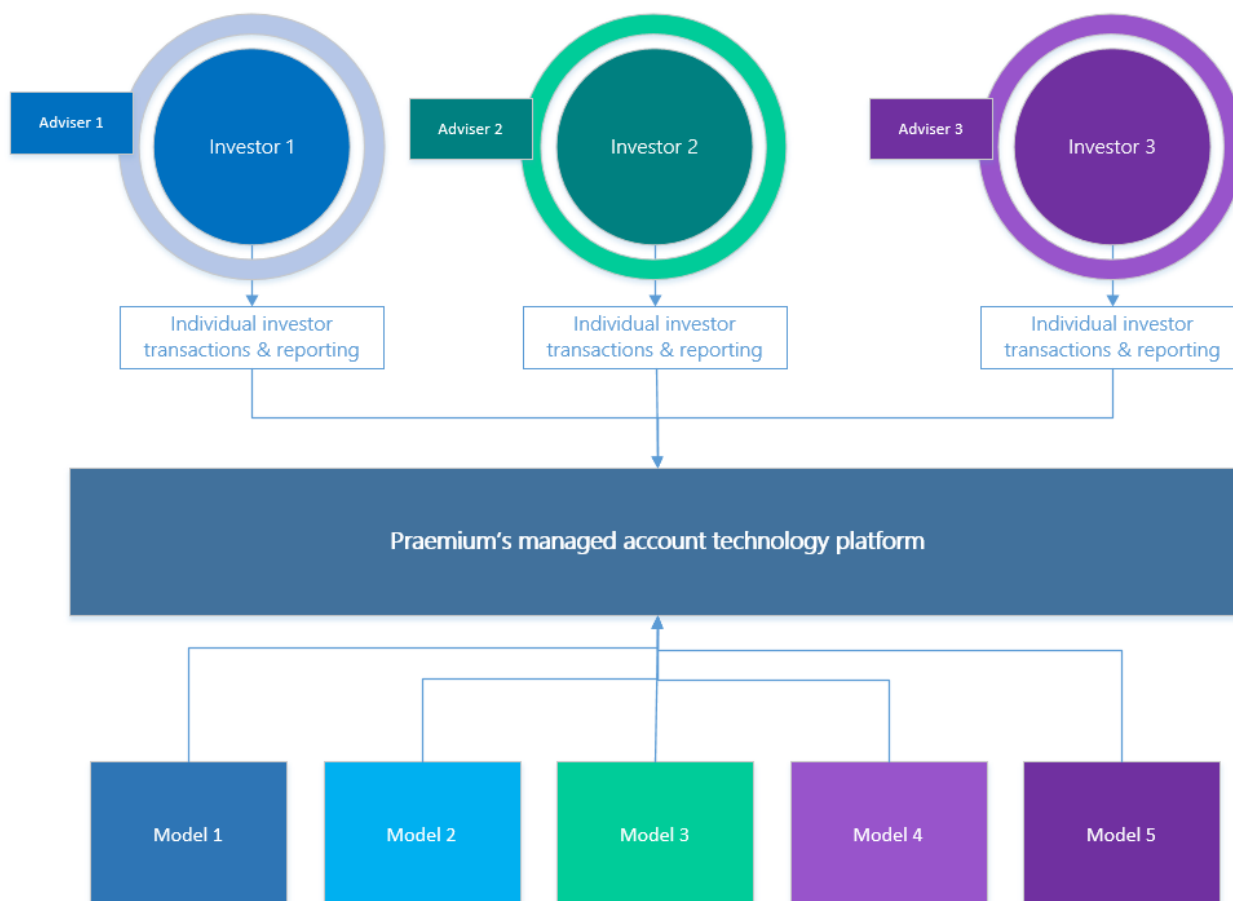 Adviser 1
Investor 1
Adviser 2
Investor 2
Adviser 3
Investor 3
Individual investor
transactions & reporting
Individual investor
transactions & reporting
Individual investor
transactions & reporting
Praemium's managed account technology platform
Model 1
Model 2
Model 3
Model 4
Model 5